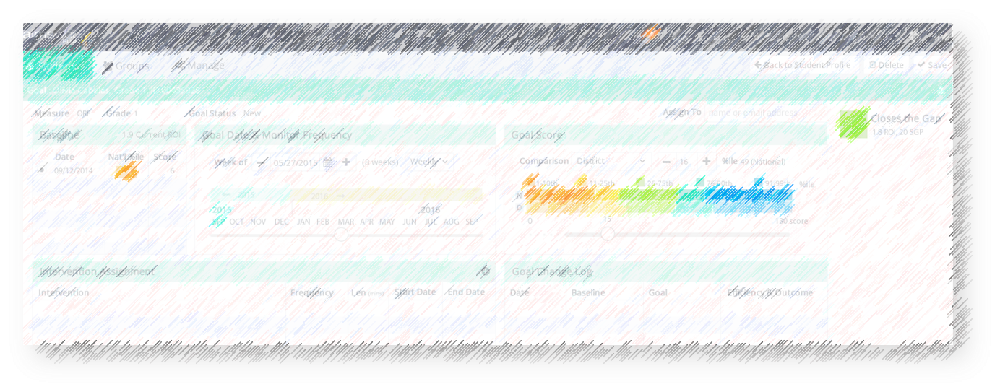 Groups Manage Back to Student Profile Delete Save
Measure ORF Grade 1 Goal Status New Assign To name or email address
Closes the Gap
1.8 ROI, 20 SGP
Baseline 1.9 Current ROI Goal Date & Monitor Frequency Goal Score
Date Nat'l %ile Score
09/12/2014 6
Week of 05/27/2015 (8 weeks) Weekly
Comparison District 16 %ile 49 (National)
1-10th 11-25th 26-75th 76-90th 91-99th %ile
← 2015 2016 →
N
D
2015 2016
SEP OCT NOV DEC JAN FEB MAR APR MAY JUN JUL AUG SEP
0 15 130 score
Intervention Assignment Goal Change Log
Intervention Frequency Len (mins) Start Date End Date Date Baseline Goal Efficiency & Outcome